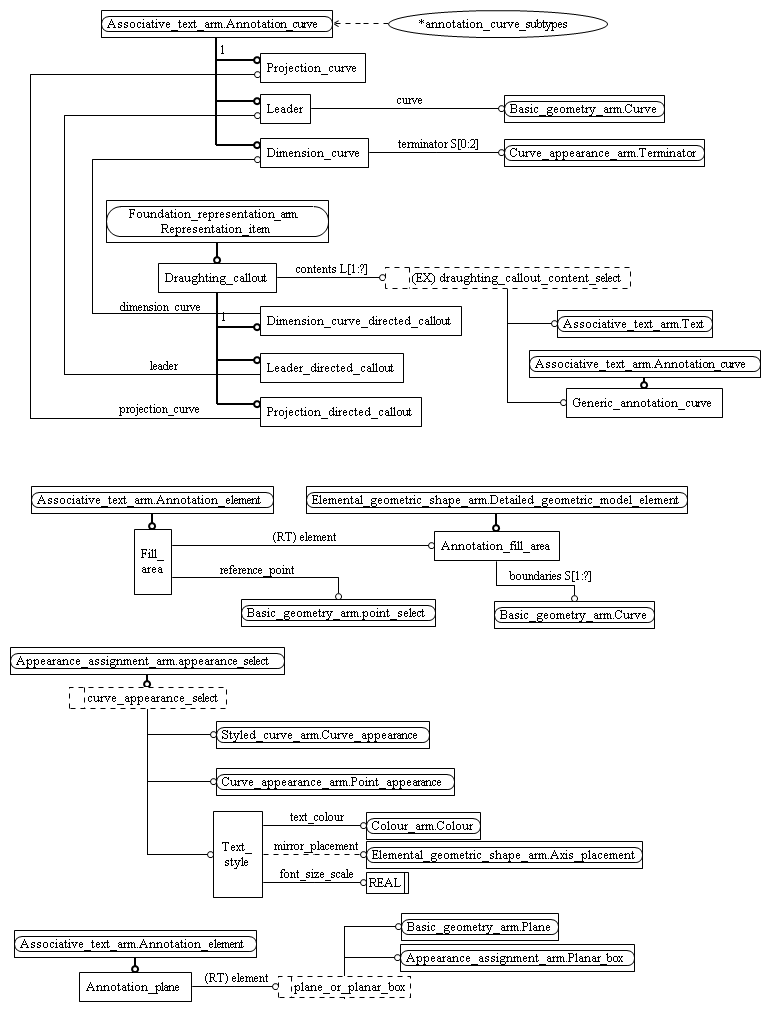 Associative_text_arm.Annotation_curve
*annotation_curve_subtypes
1
Projection_curve
Leader
curve
Basic_geometry_arm.Curve
Dimension_curve
terminator S[0:2]
Curve_appearance_arm.Terminator
Foundation_representation_arm.
Representation_item
Draughting_callout
contents L[1:?]
(EX) draughting_callout_content_select
dimension_curve
1
Dimension_curve_directed_callout
Associative_text_arm.Text
leader
Leader_directed_callout
Associative_text_arm.Annotation_curve
projection_curve
Projection_directed_callout
Generic_annotation_curve
Associative_text_arm.Annotation_element
Elemental_geometric_shape_arm.Detailed_geometric_model_element
Fill_
area
(RT) element
Annotation_fill_area
reference_point
boundaries S[1:?]
Basic_geometry_arm.point_select
Basic_geometry_arm.Curve
Appearance_assignment_arm.appearance_select
curve_appearance_select
Styled_curve_arm.Curve_appearance
Curve_appearance_arm.Point_appearance
Text_
style
text_colour
Colour_arm.Colour
mirror_placement
Elemental_geometric_shape_arm.Axis_placement
font_size_scale
REAL
Associative_text_arm.Annotation_element
Basic_geometry_arm.Plane
Appearance_assignment_arm.Planar_box
Annotation_plane
(RT) element
plane_or_planar_box